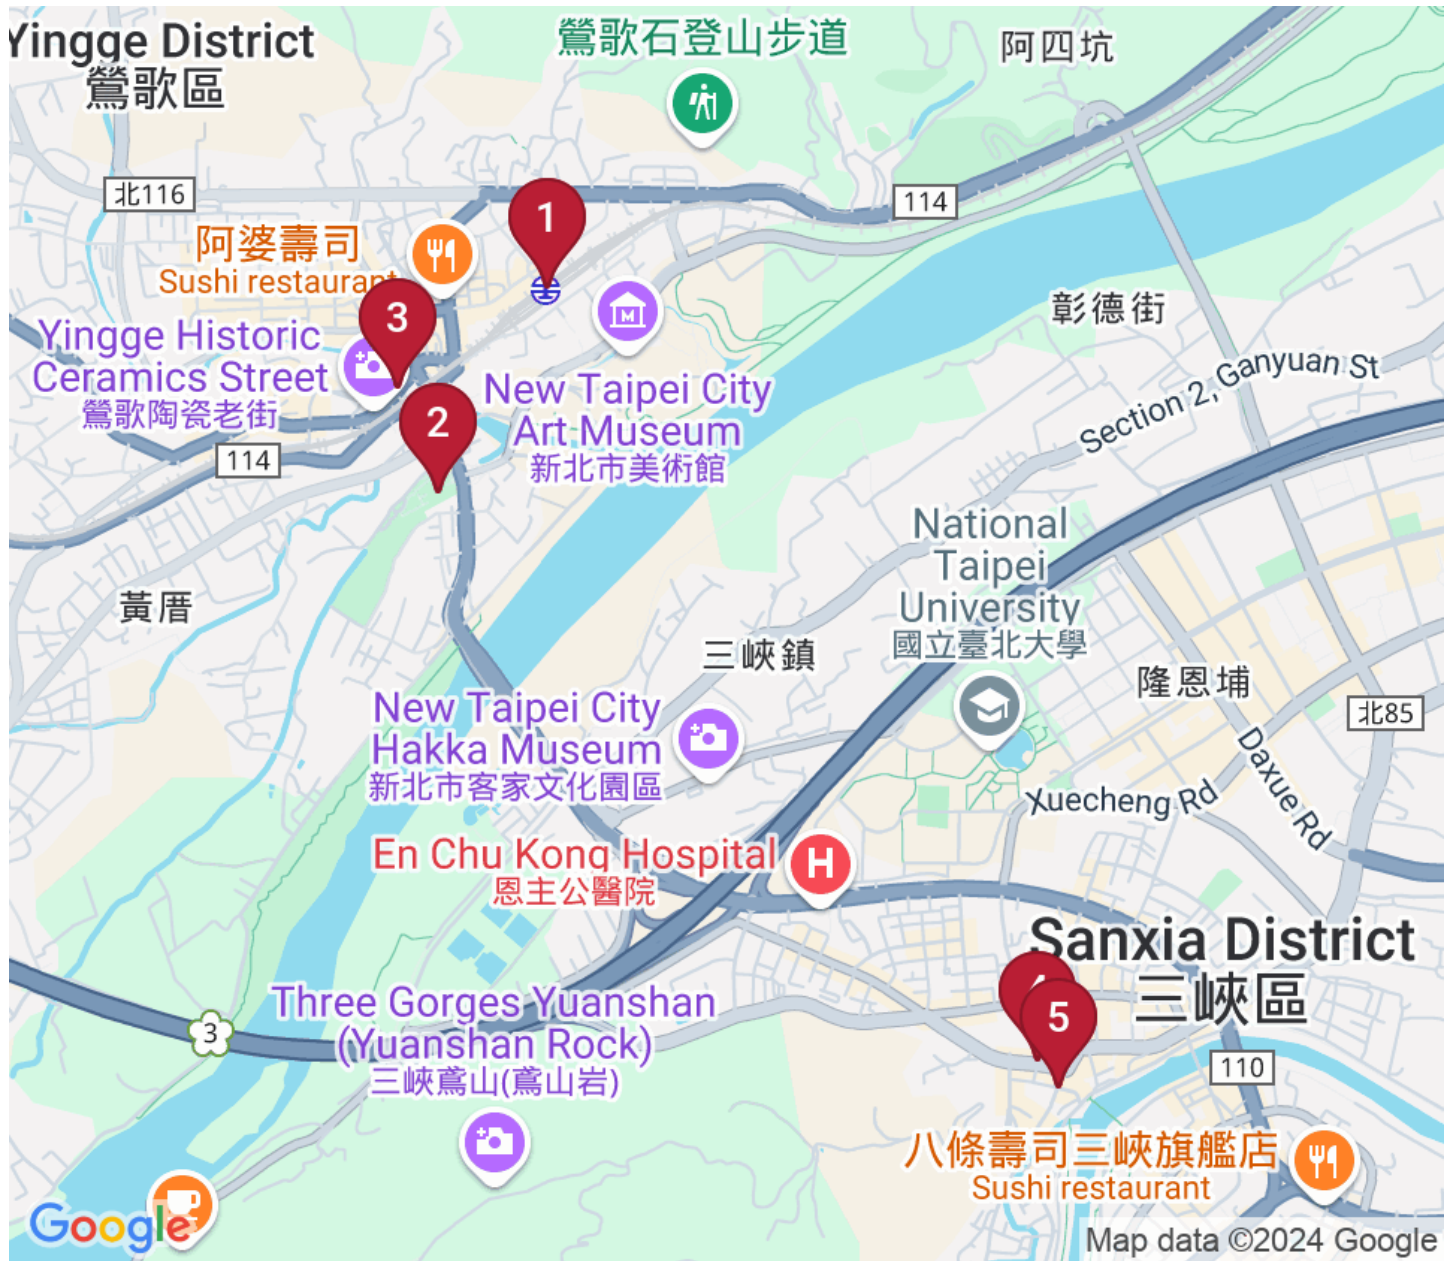 Yingge District
鶯歌區
鶯歌石登山步道
阿四坑
北116
114
1
阿婆壽司
Sushi restaurant
3
Yingge Historic
Ceramics Street
鶯歌陶瓷老街
彰德街
Section 2, Ganyuan St
2
New Taipei City
Art Museum
新北市美術館
M
114
National
Taipei
University
國立臺北大學
黃厝
三峽鎮
隆恩埔
北85
New Taipei City
Hakka Museum
新北市客家文化園區
Daxue Rd
Xuecheng Rd
En Chu Kong Hospital
恩主公醫院
H
Sanxia District
三峽區
4
5
Three Gorges Yuanshan
(Yuanshan Rock)
三峽鳶山(鳶山岩)
3
110
八條壽司三峽旗艦店
Sushi restaurant
Google
Map data ©2024 Google